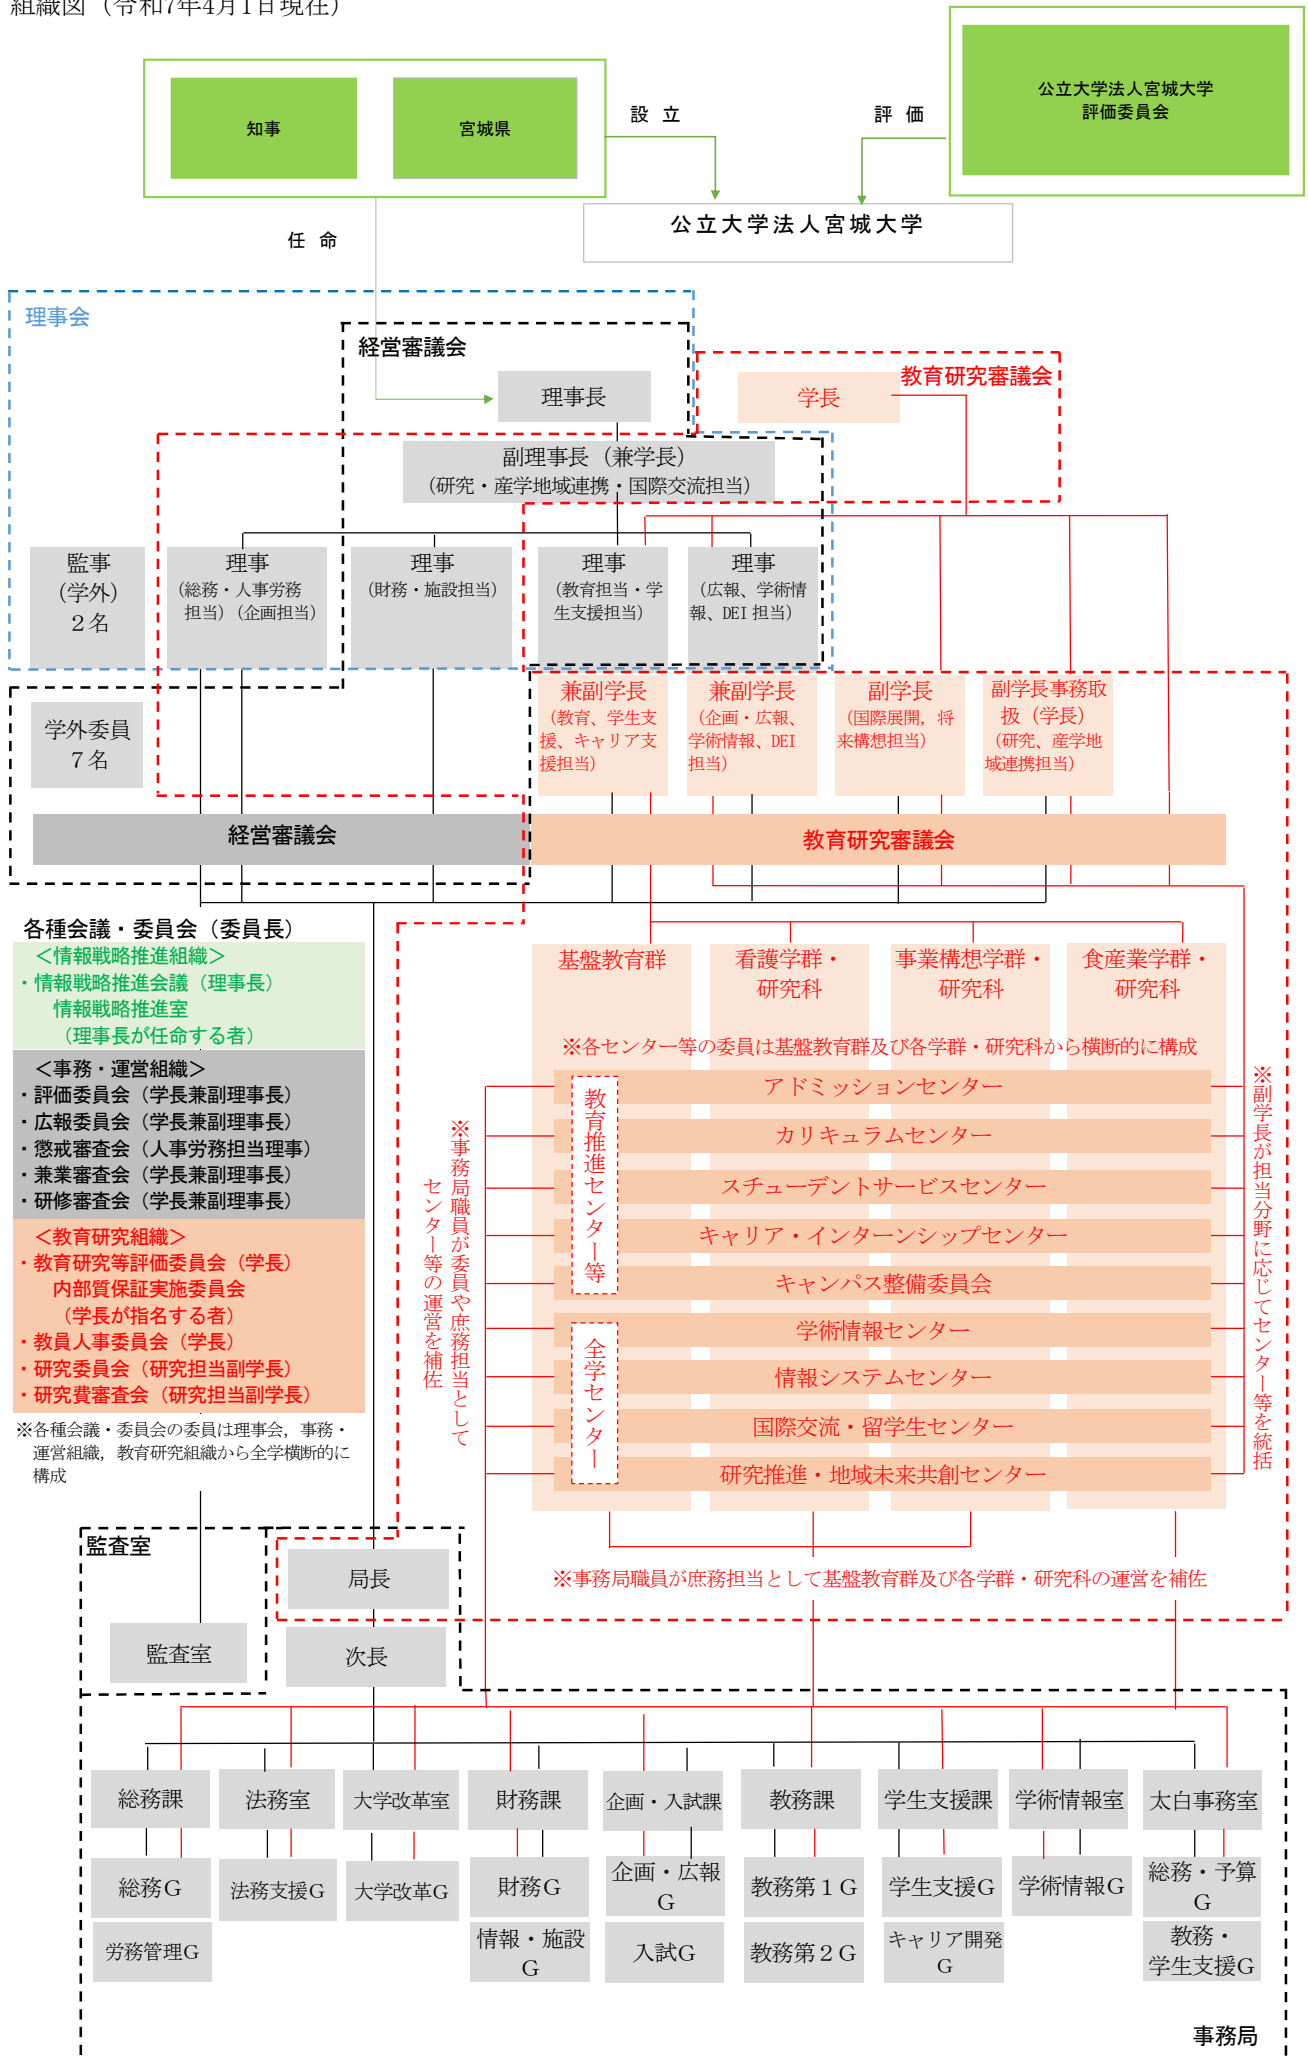 組織図（令和7年4月1日現在）
知事
宮城県
公立大学法人宮城大学
評価委員会
設 立
評 価
公立大学法人宮城大学
任 命
理事会
経営審議会
教育研究審議会
理事長
学長
副理事長（兼学長）
（研究・産学地域連携・国際交流担当）
監事
（学外）
２名
理事
（総務・人事労務
担当）（企画担当）
理事
（財務・施設担当）
理事
（教育担当・学
生支援担当）
理事
（広報、学術情
報、DEI 担当）
学外委員
７名
兼副学長
（教育、学生支
援、キャリア支
援担当）
兼副学長
（企画・広報、
学術情報、DEI
担当）
副学長
（国際展開，将
来構想担当）
副学長事務取
扱（学長）
（研究、産学地
域連携担当）
経営審議会
教育研究審議会
各種会議・委員会（委員長）
＜情報戦略推進組織＞
・情報戦略推進会議（理事長）
情報戦略推進室
（理事長が任命する者）
＜事務・運営組織＞
・評価委員会（学長兼副理事長）
・広報委員会（学長兼副理事長）
・懲戒審査会（人事労務担当理事）
・兼業審査会（学長兼副理事長）
・研修審査会（学長兼副理事長）
＜教育研究組織＞
・教育研究等評価委員会（学長）
内部質保証実施委員会
（学長が指名する者）
・教員人事委員会（学長）
・研究委員会（研究担当副学長）
・研究費審査会（研究担当副学長）
※各種会議・委員会の委員は理事会，事務・
運営組織，教育研究組織から全学横断的に
構成
基盤教育群
看護学群・
研究科
事業構想学群・
研究科
食産業学群・
研究科
※各センター等の委員は基盤教育群及び各学群・研究科から横断的に構成
教育推進センター等
アドミッションセンター
カリキュラムセンター
スチューデントサービスセンター
キャリア・インターンシップセンター
キャンパス整備委員会
全学センター
学術情報センター
情報システムセンター
国際交流・留学生センター
研究推進・地域未来共創センター
※事務局職員が委員や庶務担当として
センター等の運営を補佐
※副学長が担当分野に応じてセンター等を統括
※事務局職員が庶務担当として基盤教育群及び各学群・研究科の運営を補佐
監査室
監査室
局長
次長
総務課
法務室
大学改革室
財務課
企画・入試課
教務課
学生支援課
学術情報室
太白事務室
総務Ｇ
法務支援Ｇ
大学改革Ｇ
財務Ｇ
企画・広報
Ｇ
教務第１Ｇ
学生支援Ｇ
学術情報Ｇ
総務・予算
Ｇ
労務管理Ｇ
情報・施設
Ｇ
入試Ｇ
教務第２Ｇ
キャリア開発
Ｇ
教務・
学生支援Ｇ
事務局